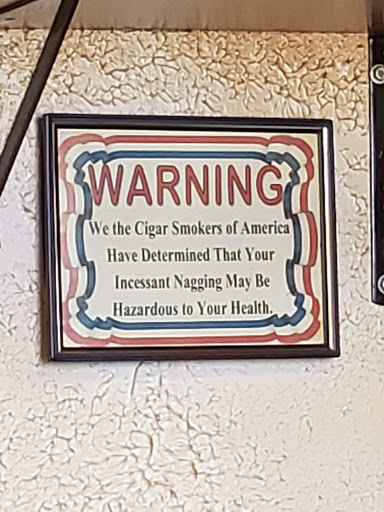 WARNING
We the Cigar Smokers of America
Have Determined That Your
Incessant Nagging May Be
Hazardous to Your Health.